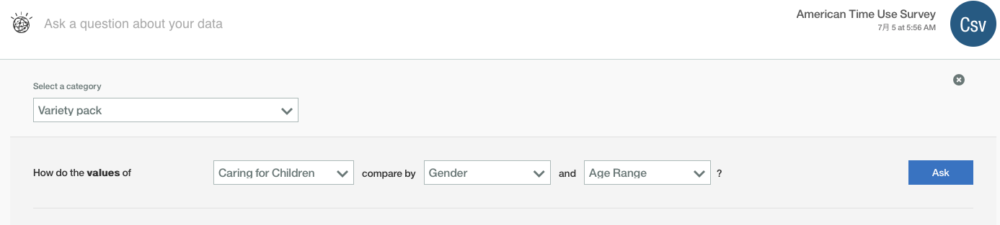 Ask a question about your data
American Time Use Survey
7月 5 at 5:56 AM
Csv
Select a category
Variety pack
How do the values of Caring for Children compare by Gender and Age Range ? Ask